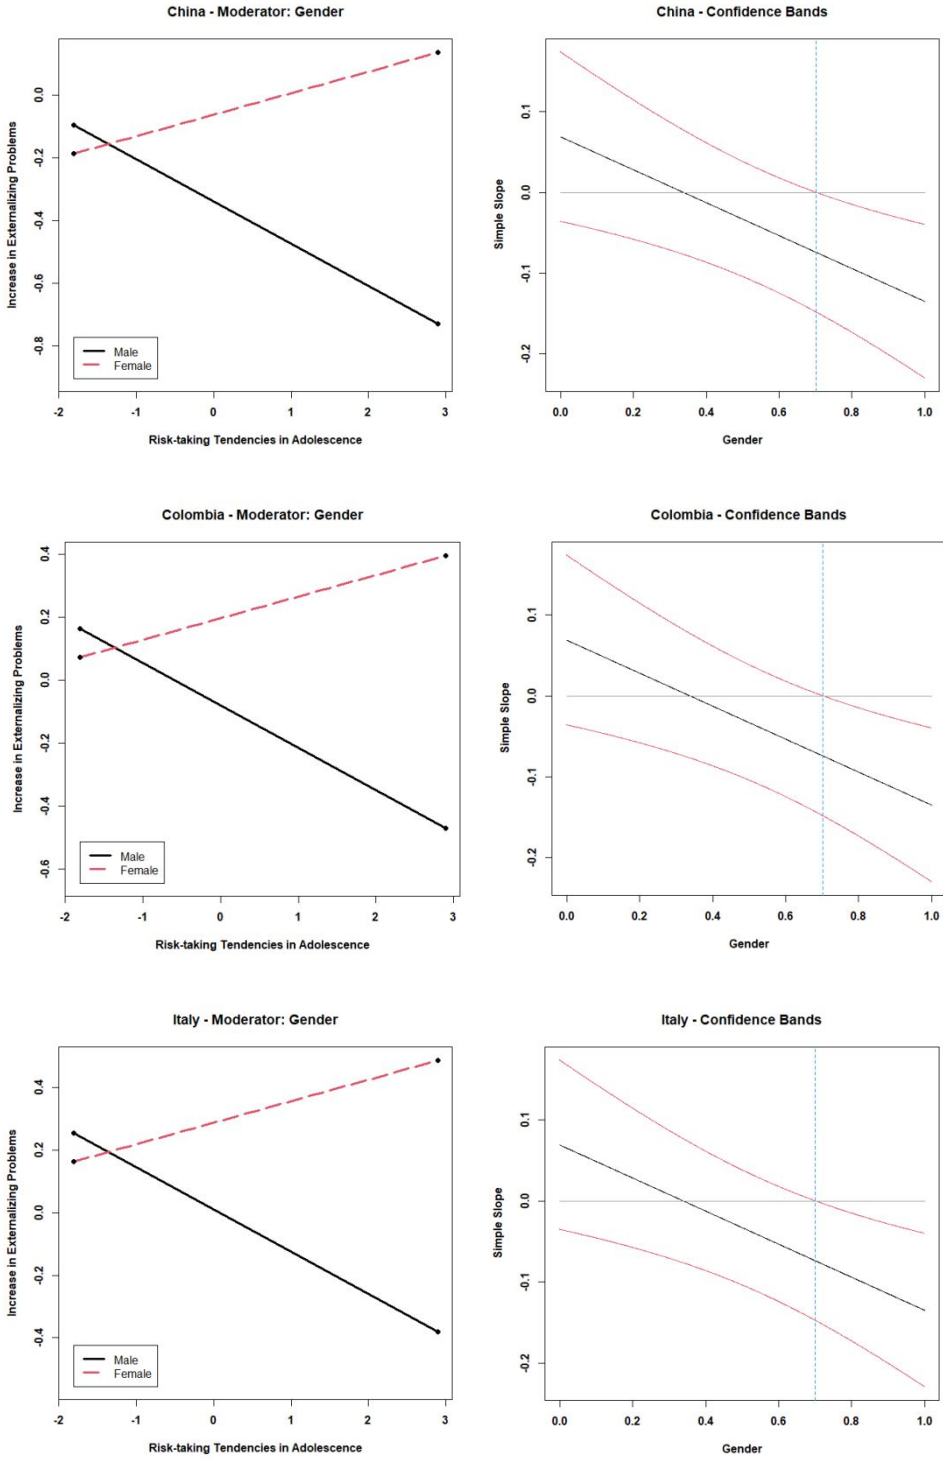 China - Moderator: Gender
Increase in Externalizing Problems
0.0
-0.2
-0.4
-0.6
-0.8
Male
Female
-2 -1 0 1 2 3
Risk-taking Tendencies in Adolescence
China - Confidence Bands
Simple Slope
0.1
0.0
-0.1
-0.2
0.0 0.2 0.4 0.6 0.8 1.0
Gender
Colombia - Moderator: Gender
Increase in Externalizing Problems
0.4
0.2
0.0
-0.2
-0.4
-0.6
Male
Female
-2 -1 0 1 2 3
Risk-taking Tendencies in Adolescence
Colombia - Confidence Bands
Simple Slope
0.1
0.0
-0.1
-0.2
0.0 0.2 0.4 0.6 0.8 1.0
Gender
Italy - Moderator: Gender
Increase in Externalizing Problems
0.4
0.2
0.0
-0.2
-0.4
Male
Female
-2 -1 0 1 2 3
Risk-taking Tendencies in Adolescence
Italy - Confidence Bands
Simple Slope
0.1
0.0
-0.1
-0.2
0.0 0.2 0.4 0.6 0.8 1.0
Gender